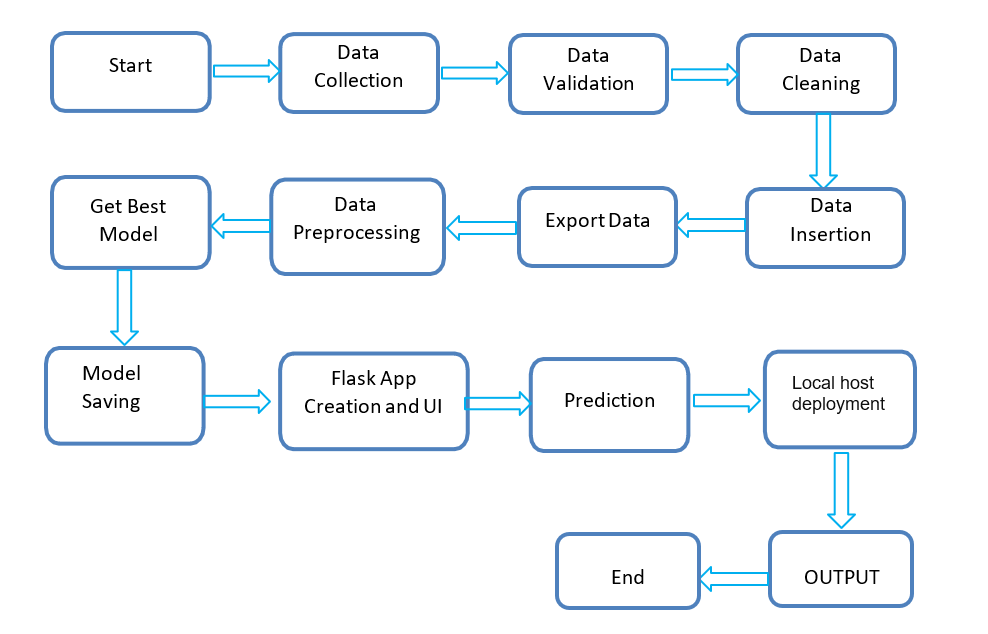 Start
Data
Collection
Data
Validation
Data
Cleaning
Get Best
Model
Data
Preprocessing
Export Data
Data
Insertion
Model
Saving
Flask App
Creation and UI
Prediction
Local host
deployment
End
OUTPUT